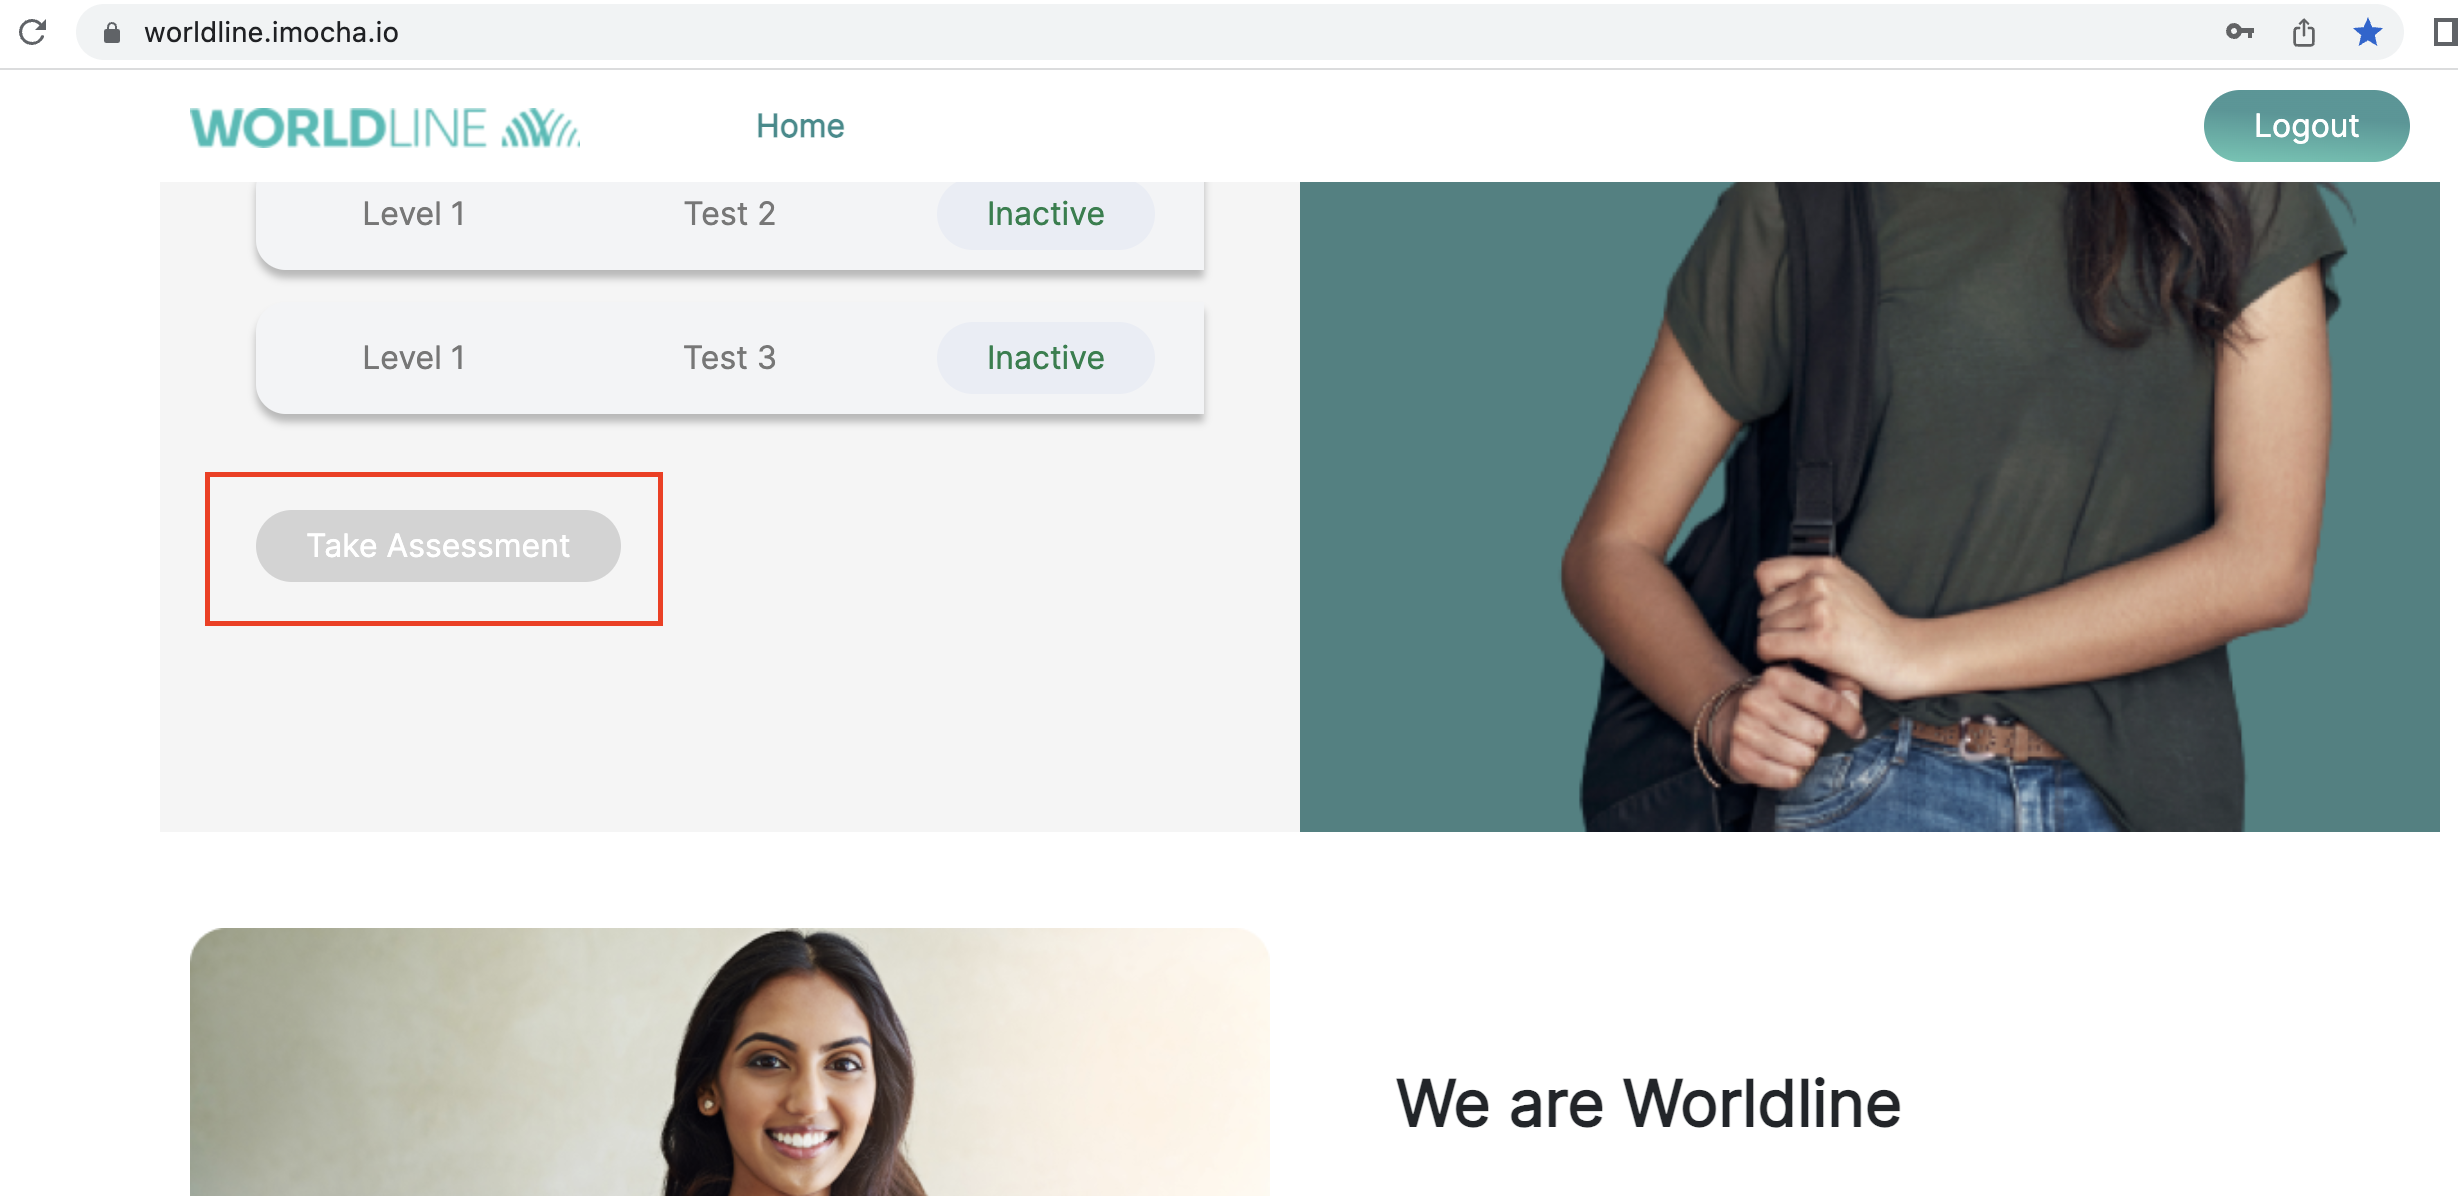 worldline.imocha.io
WORLDLINE
Home
Logout
Level 1 Test 2 Inactive
Level 1 Test 3 Inactive
Take Assessment
We are Worldline